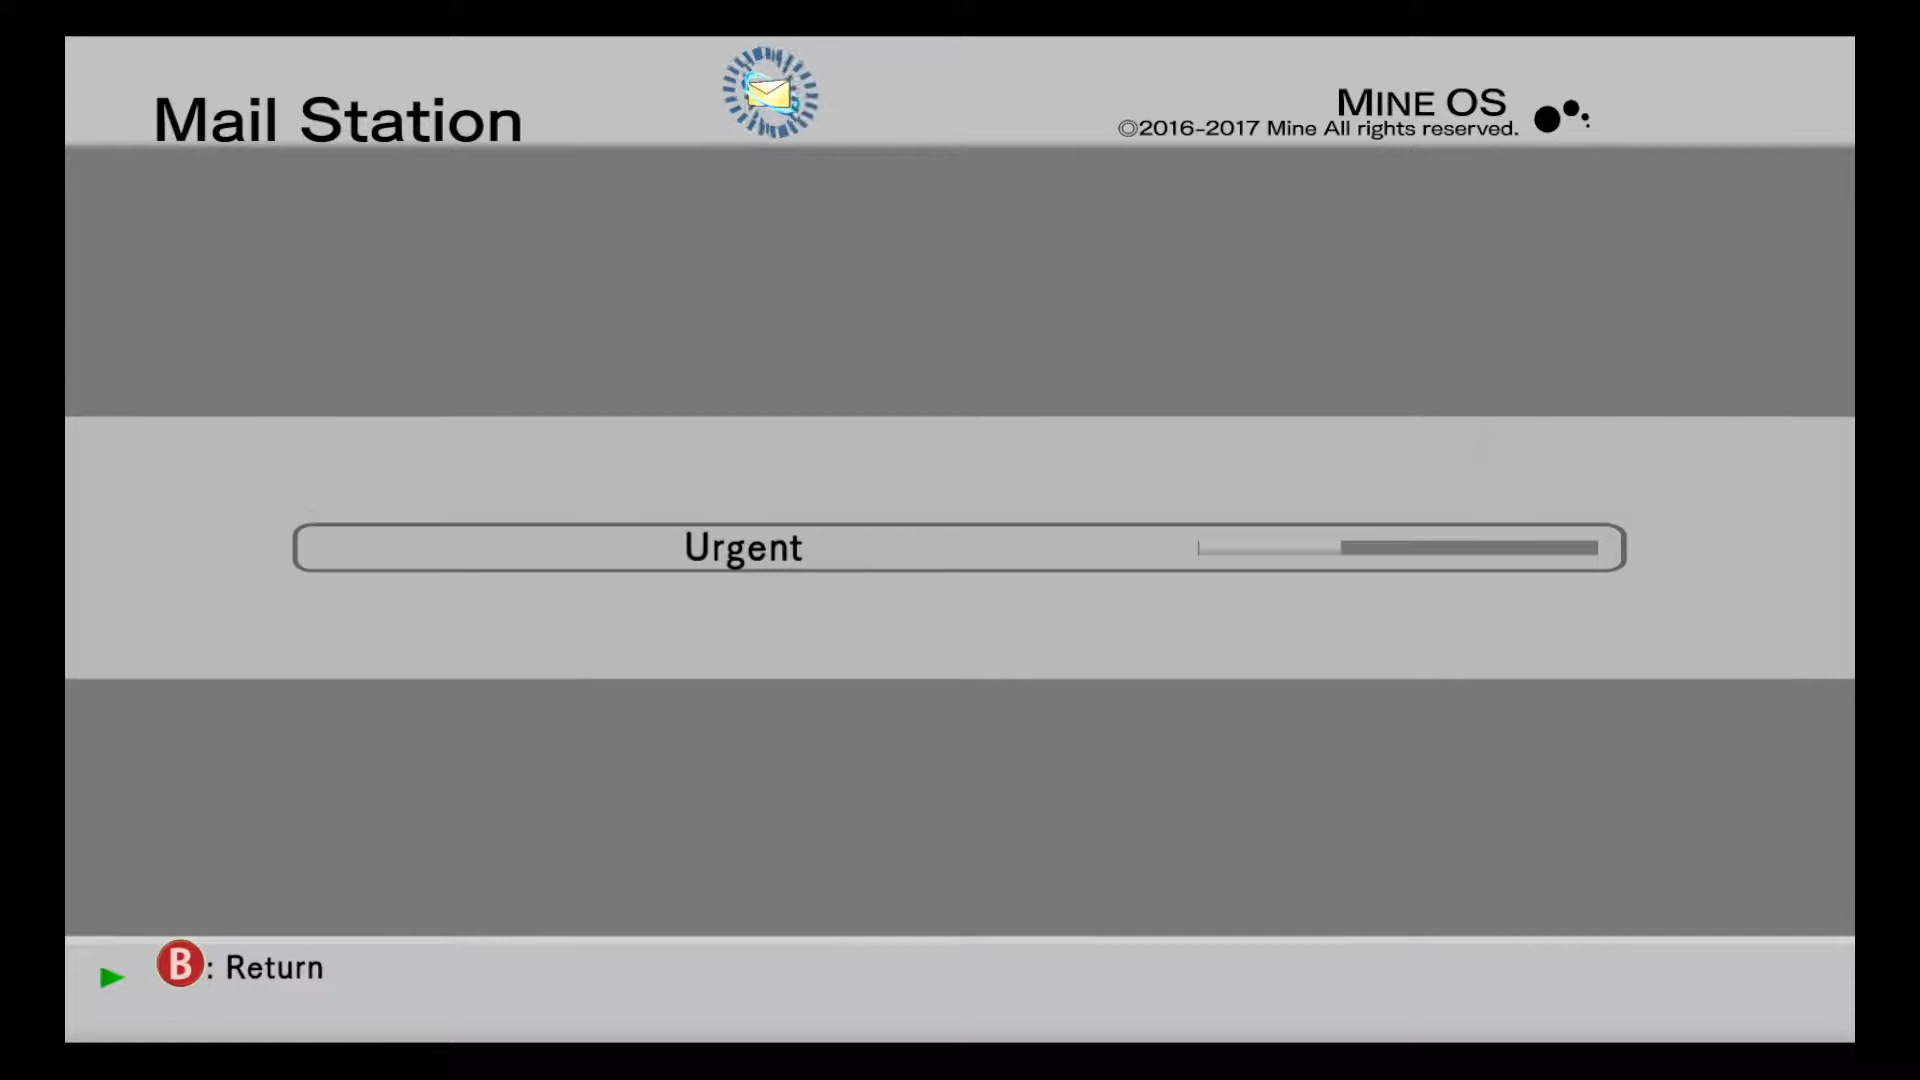 Mail Station
MINE OS
©2016-2017 Mine All rights reserved.
Urgent
B : Return